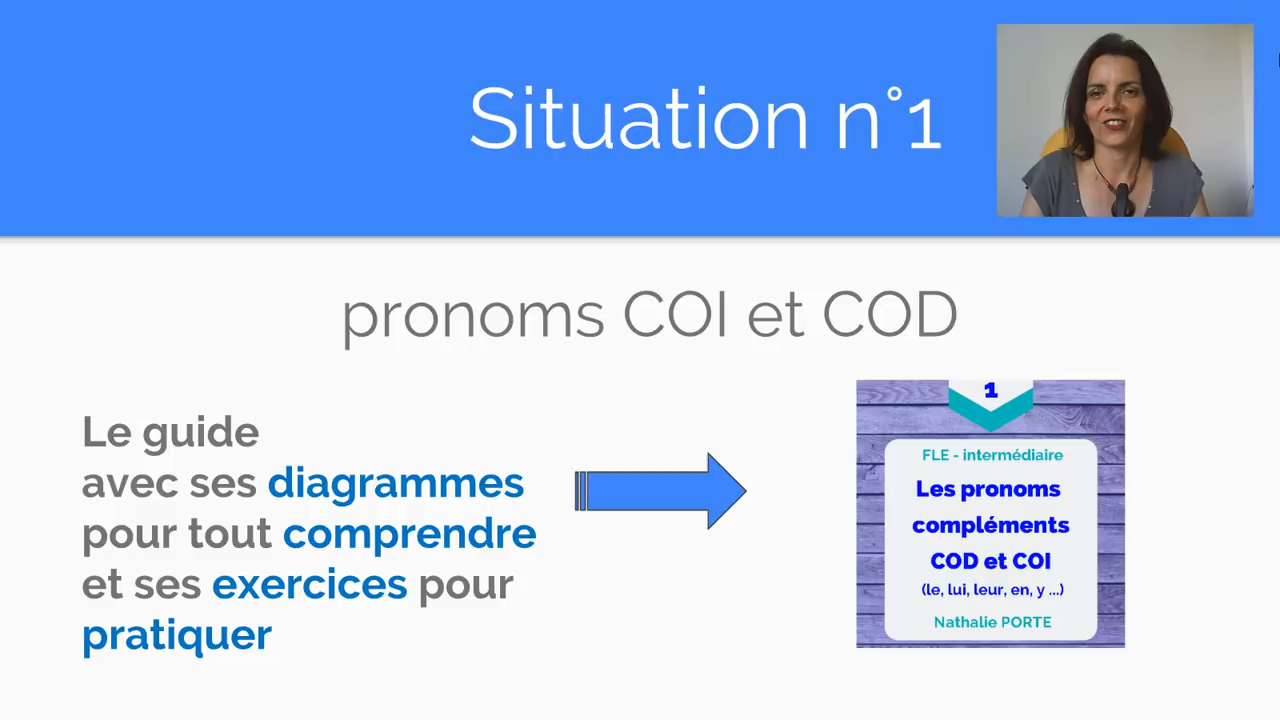 Situation n°1
pronoms COI et COD
Le guide
avec ses diagrammes
pour tout comprendre
et ses exercices pour
pratiquer
1
FLE - intermédiaire
Les pronoms
compléments
COD et COI
(le, lui, leur, en, y ...)
Nathalie PORTE